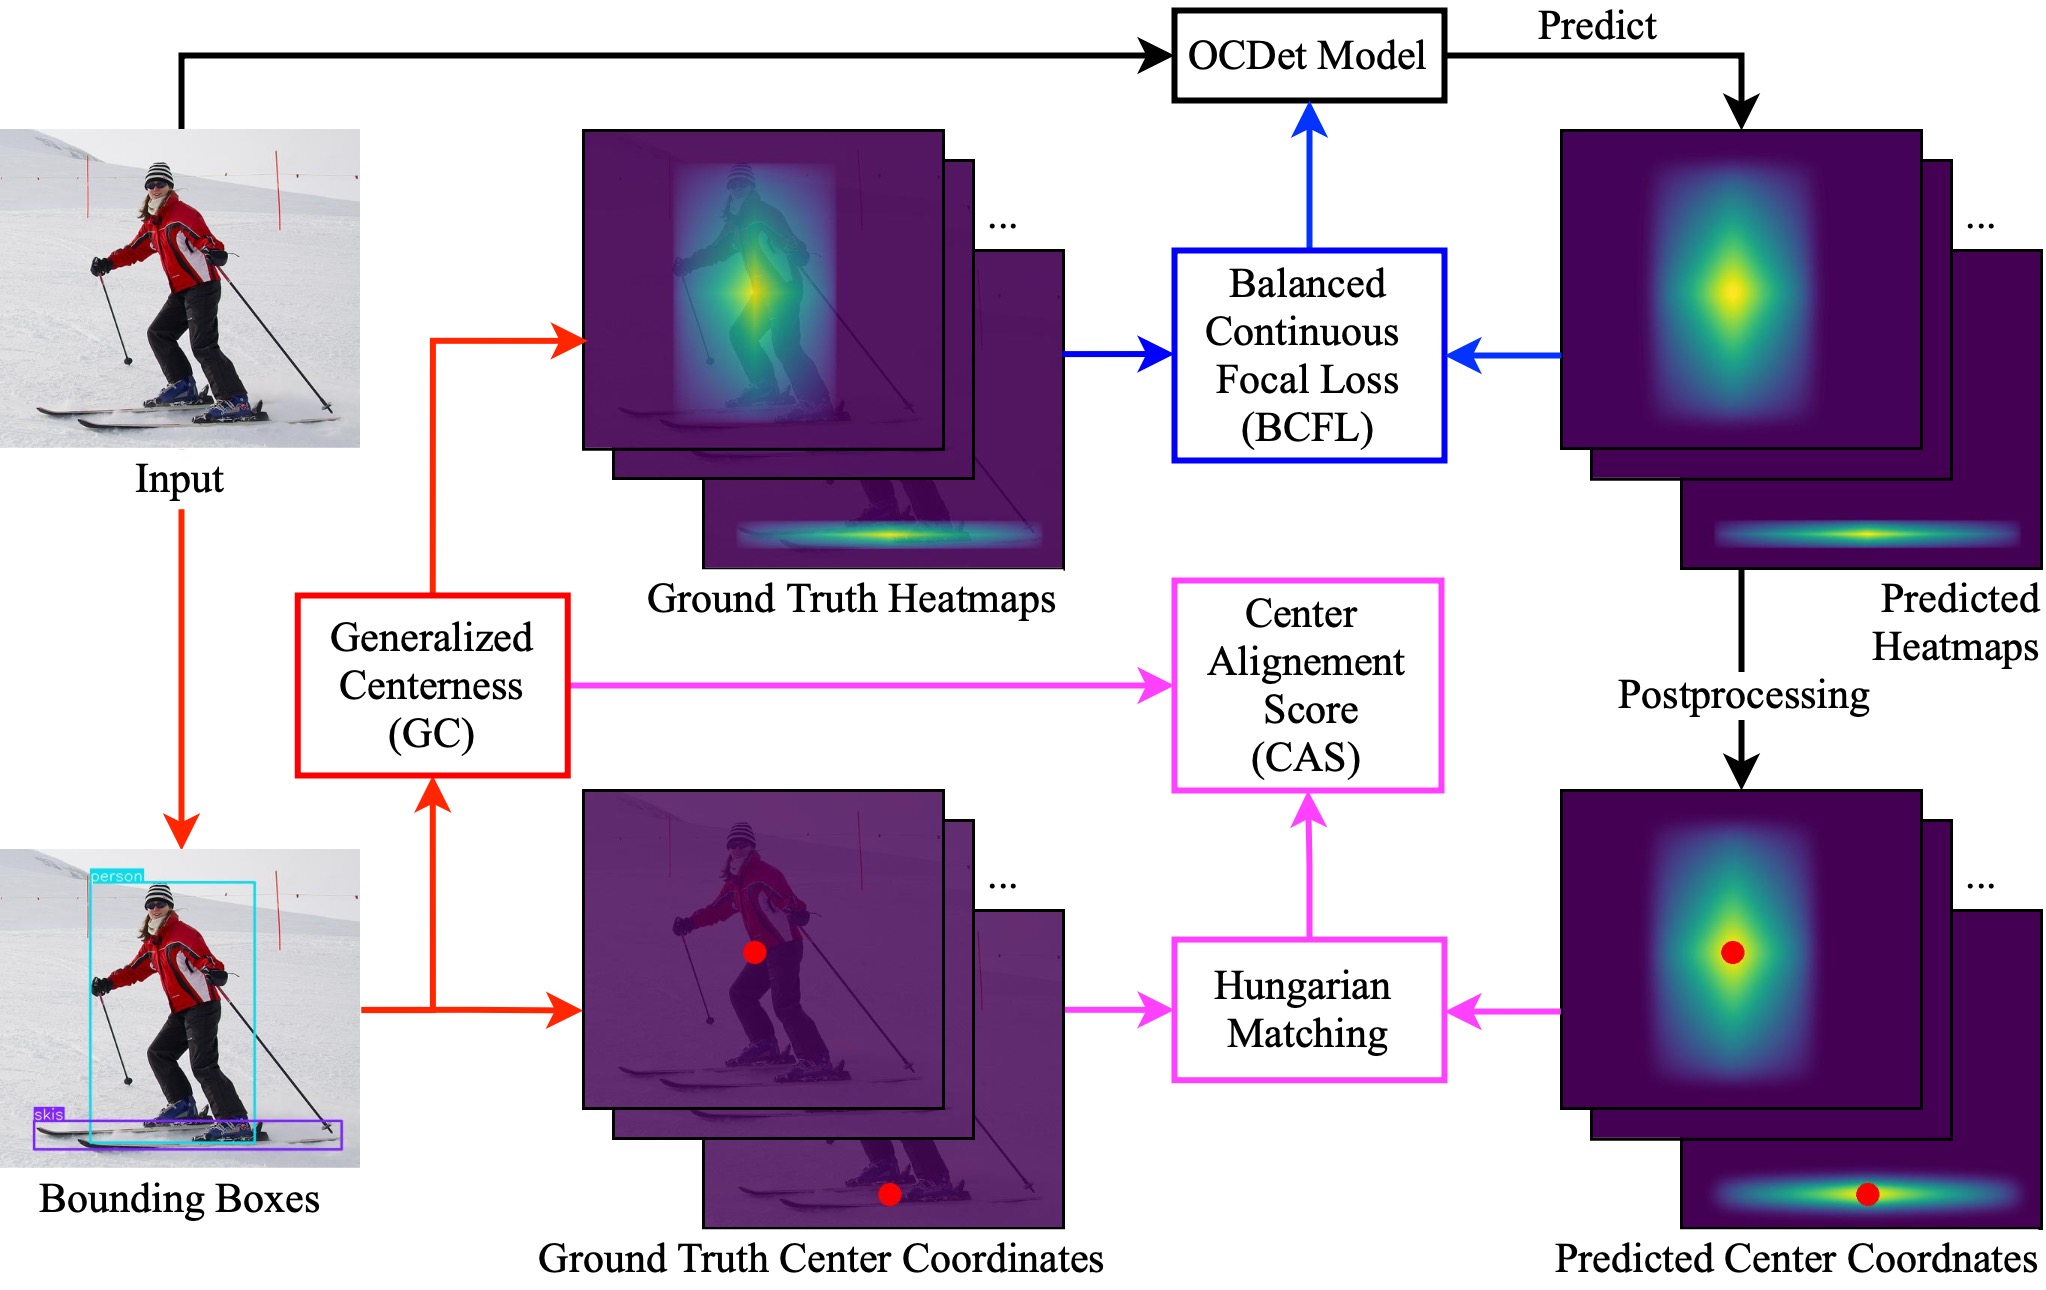 OCDet Model
Predict
Input
...
Balanced
Continuous
Focal Loss
(BCFL)
...
Ground Truth Heatmaps
Predicted
Heatmaps
Generalized
Centerness
(GC)
Center
Alignement
Score
(CAS)
Postprocessing
person
skis
Bounding Boxes
...
Ground Truth Center Coordinates
Hungarian
Matching
...
Predicted Center Coordnates